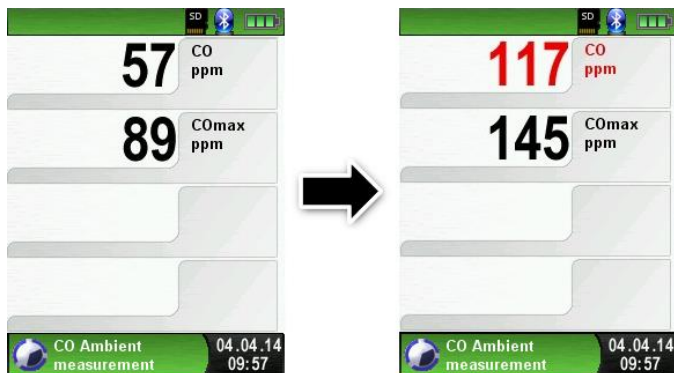 SD
57 CO
ppm
89 COmax
ppm
CO Ambient 04.04.14
measurement 09:57
SD
117 CO
ppm
145 COmax
ppm
CO Ambient 04.04.14
measurement 09:57